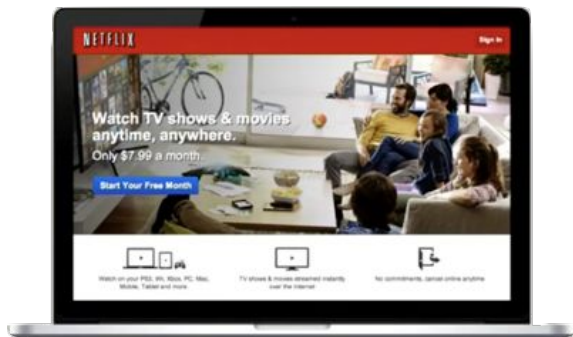 NETFLIX
Sign In
Watch TV shows & movies
anytime, anywhere.
Only $7.99 a month.
Start Your Free Month
Watch on your PS3, Wii, Xbox, PC, Mac,
Mobile, Tablet and more
TV shows & movies streamed instantly
over the Internet
No commitments, cancel online anytime